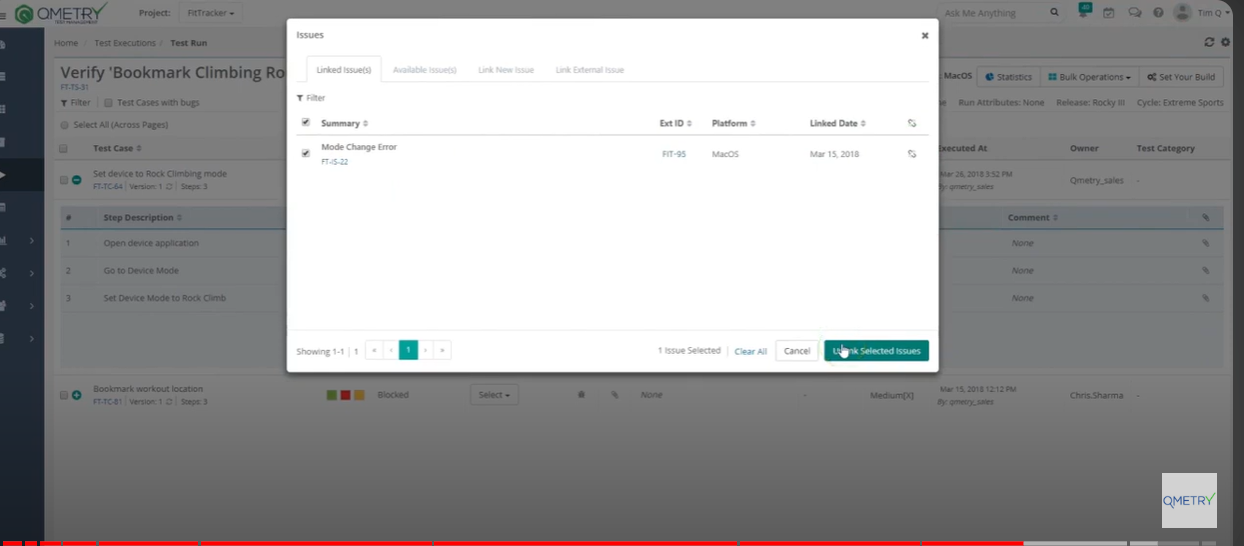 QMETRY
TEST MANAGEMENT
Project: FitTracker
Ask Me Anything
40
Tim Q
Home / Test Executions / Test Run
Verify 'Bookmark Climbing Ro
FT-TS-31
MacOS
Statistics
Bulk Operations
Set Your Build
Filter
Test Cases with bugs
Run Attributes: None
Release: Rocky III
Cycle: Extreme Sports
Select All (Across Pages)
Test Case
Executed At
Owner
Test Category
Set device to Rock Climbing mode
FT-TC-64 | Version: 1 | Steps: 3
Mar 26, 2018 3:52 PM
By: qmetry_sales
Qmetry_sales
-
# Step Description
Comment
1 Open device application
None
2 Go to Device Mode
None
3 Set Device Mode to Rock Climb
None
Issues
Linked Issue(s)
Available Issue(s)
Link New Issue
Link External Issue
Filter
Summary
Ext ID
Platform
Linked Date
Mode Change Error
FT-IS-22
FIT-95
MacOS
Mar 15, 2018
Showing 1-1 | 1
« ‹ 1 › »
1 Issue Selected
Clear All
Cancel
Selected Issues
Bookmark workout location
FT-TC-81 | Version: 1 | Steps: 3
Blocked
Select
None
-
Medium[X]
Mar 15, 2018 12:12 PM
By: qmetry_sales
Chris.Sharma
-
QMETRY